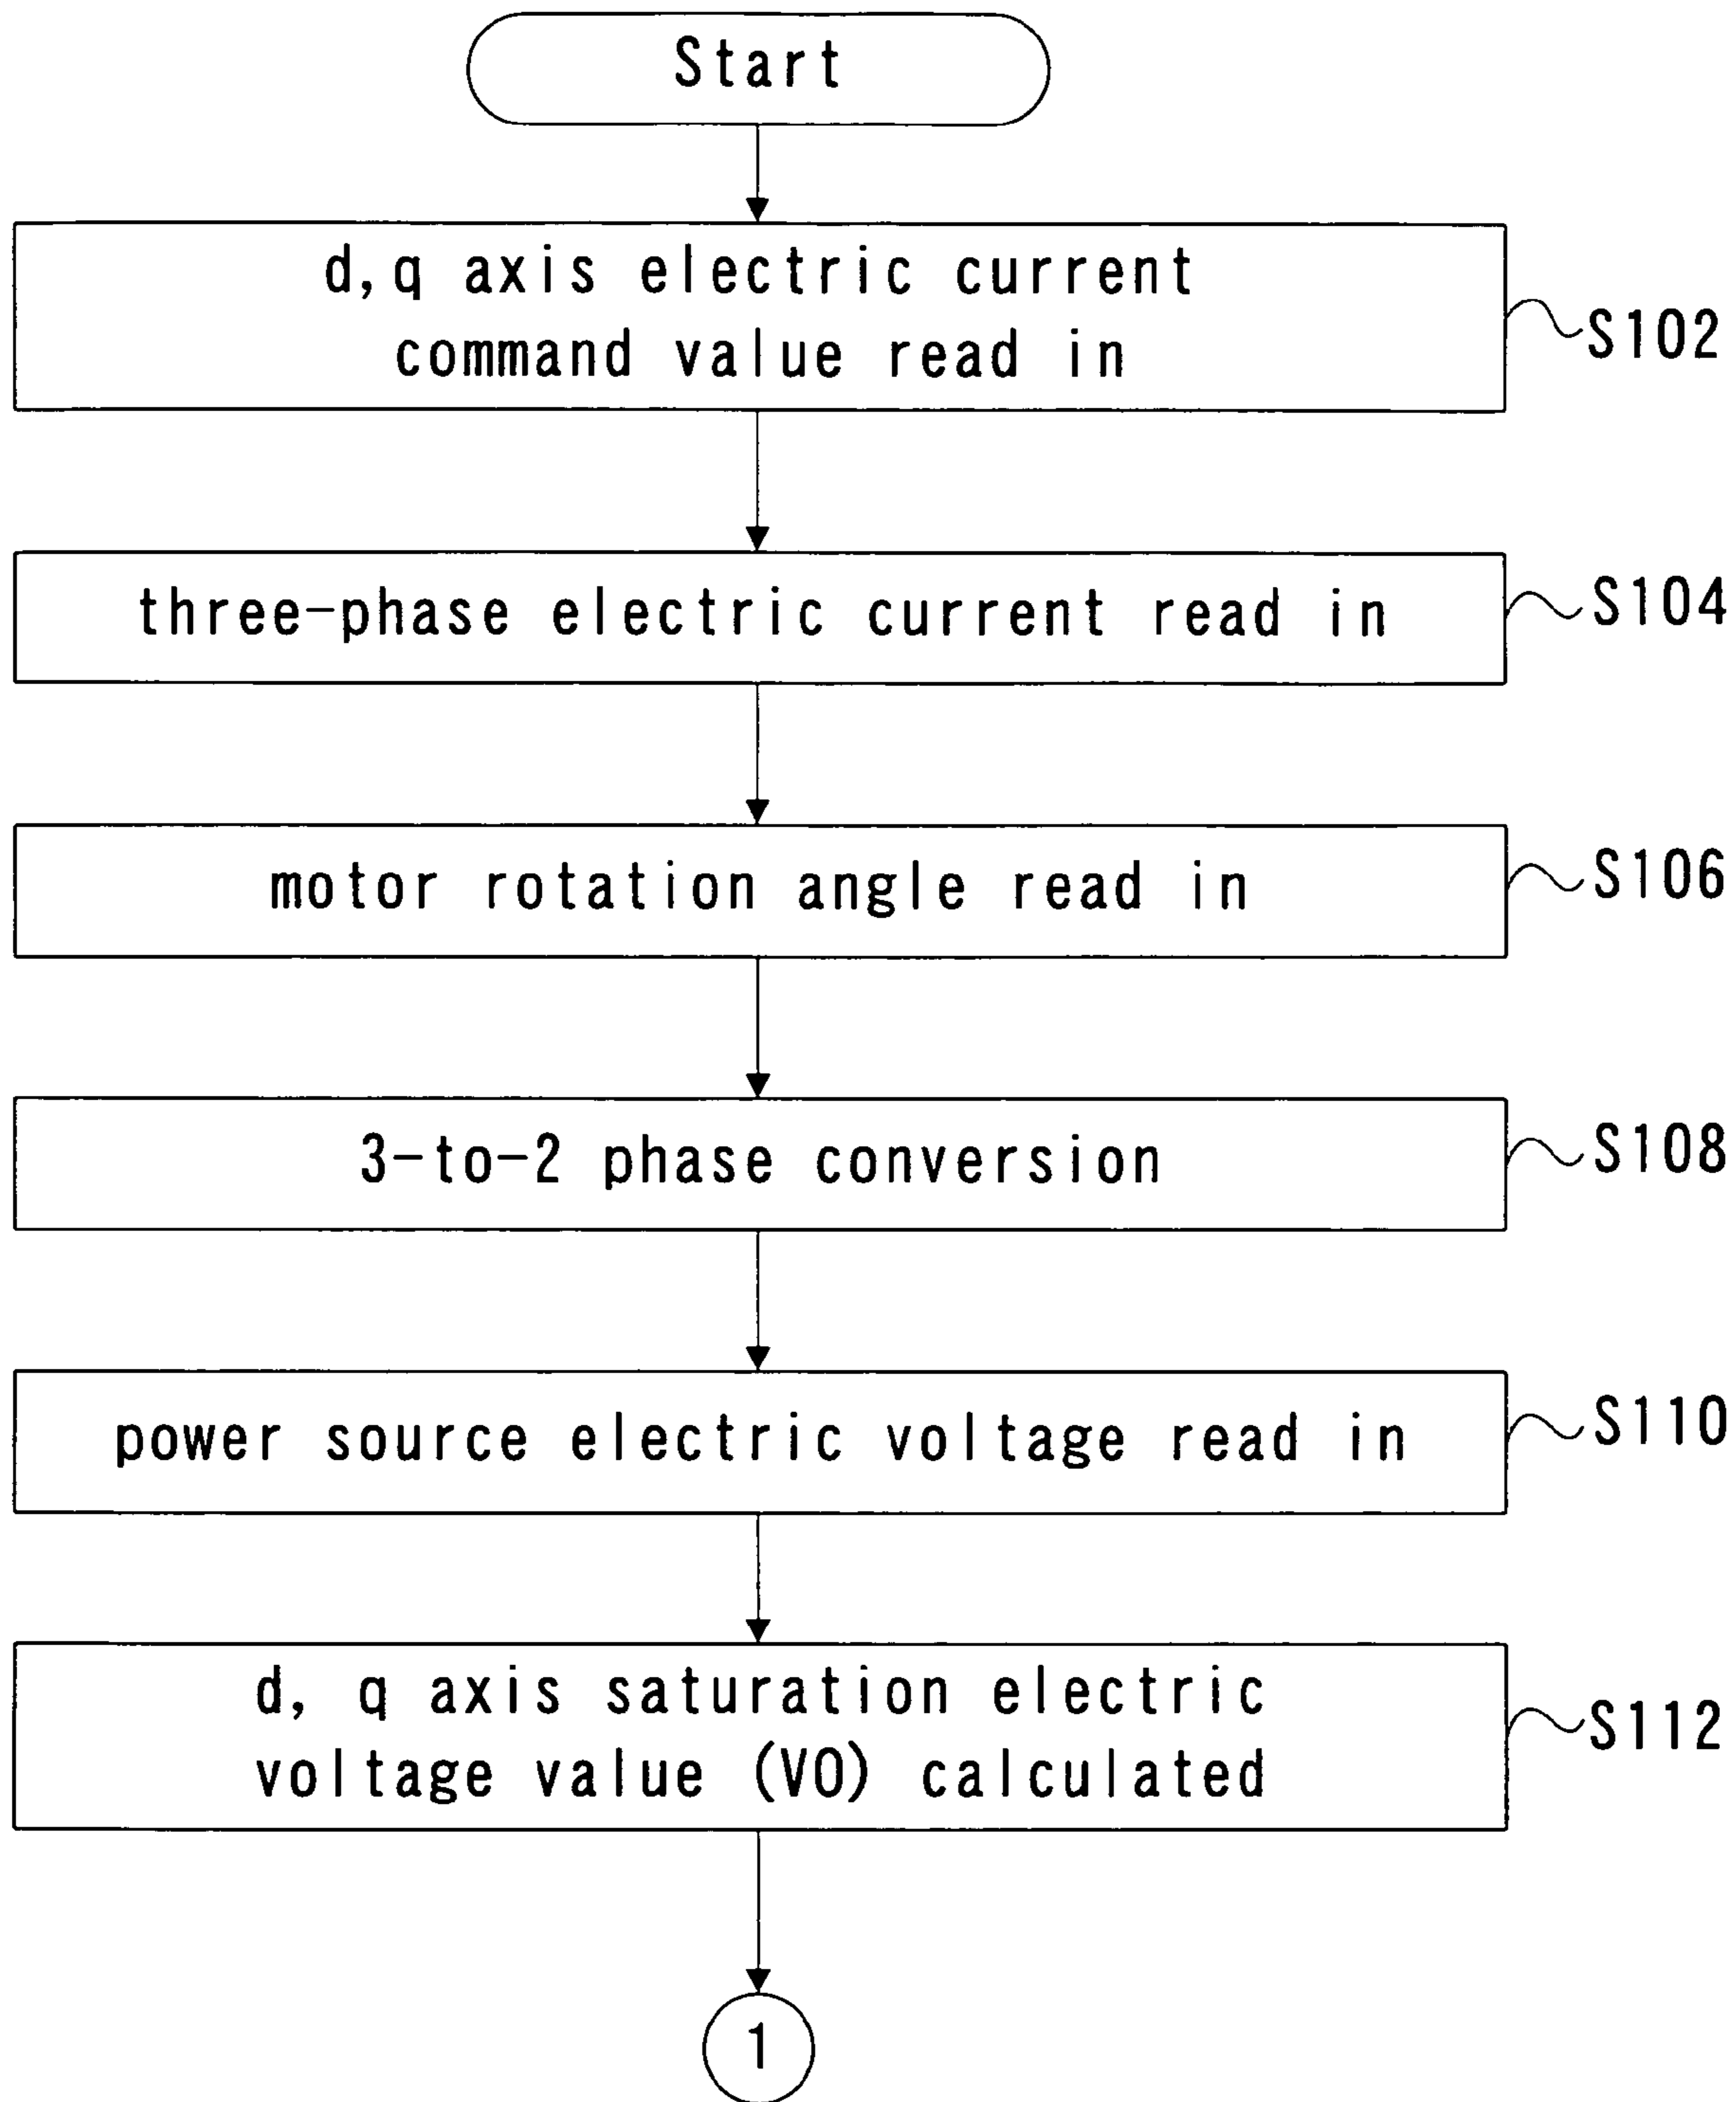 Start
d,q axis electric current
command value read in
S102
three-phase electric current read in
S104
motor rotation angle read in
S106
3-to-2 phase conversion
S108
power source electric voltage read in
S110
d, q axis saturation electric
voltage value (VO) calculated
S112
1